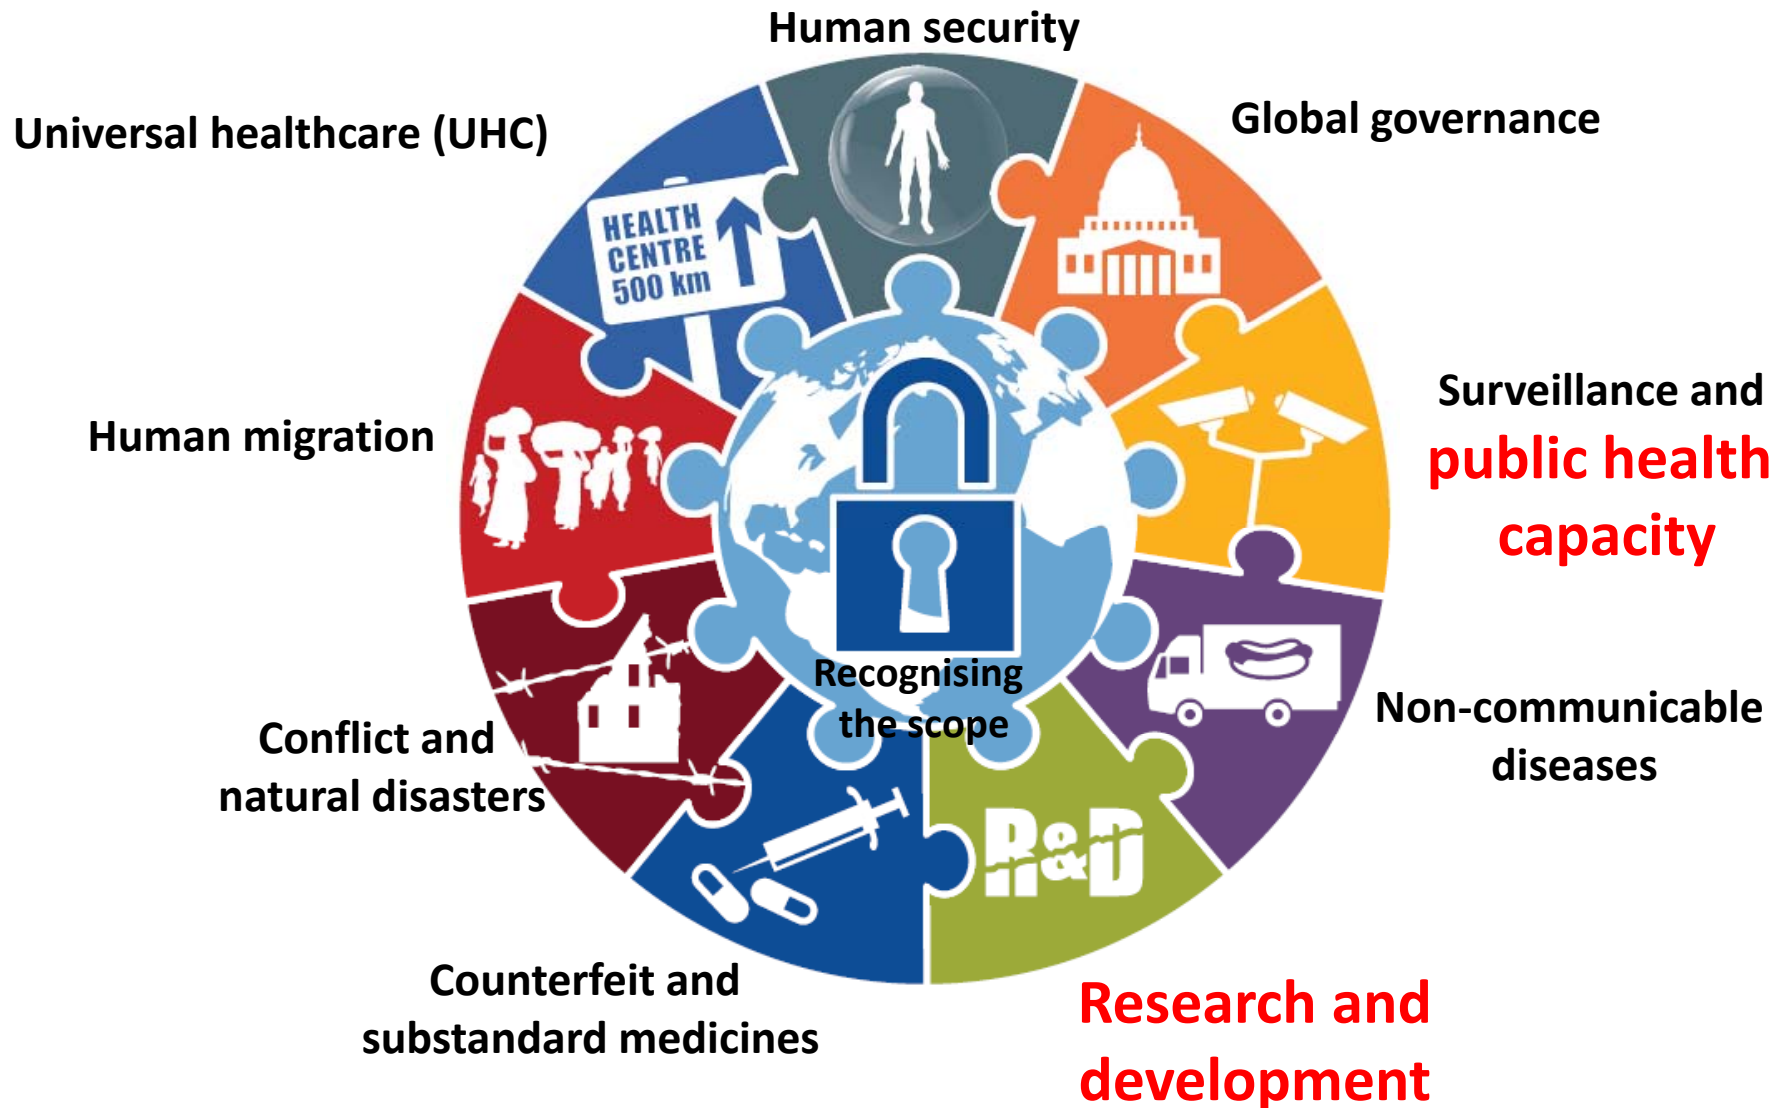 Human security
Universal healthcare (UHC)
Global governance
HEALTH
CENTRE
500 km
Surveillance and
public health
capacity
Human migration
Recognising
the scope
Non-communicable
diseases
Conflict and
natural disasters
R&D
Counterfeit and
substandard medicines
Research and
development